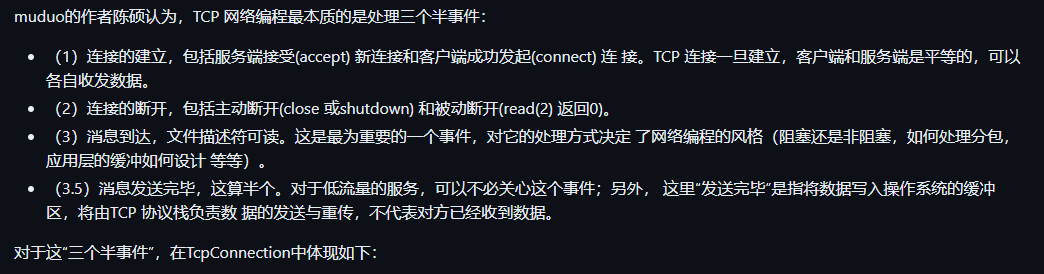 muduo的作者陈硕认为，TCP 网络编程最本质的是处理三个半事件：
（1）连接的建立，包括服务端接受(accept) 新连接和客户端成功发起(connect) 连 接。TCP 连接一旦建立，客户端和服务端是平等的，可以
各自收发数据。
（2）连接的断开，包括主动断开(close 或shutdown) 和被动断开(read(2) 返回0)。
（3）消息到达，文件描述符可读。这是最为重要的一个事件，对它的处理方式决定 了网络编程的风格（阻塞还是非阻塞，如何处理分包，
应用层的缓冲如何设计 等等）。
（3.5）消息发送完毕，这算半个。对于低流量的服务，可以不必关心这个事件；另外， 这里“发送完毕”是指将数据写入操作系统的缓冲
区，将由TCP 协议栈负责数 据的发送与重传，不代表对方已经收到数据。
对于这“三个半事件”，在TcpConnection中体现如下：